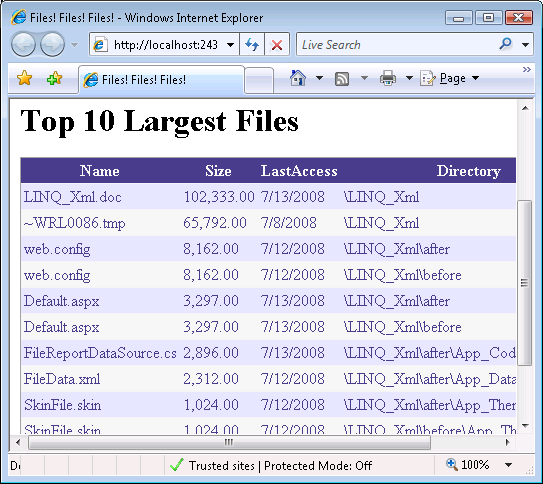 Files! Files! Files! - Windows Internet Explorer
http://localhost:243
Live Search
Files! Files! Files!
Page
Top 10 Largest Files
Name Size LastAccess Directory
LINQ_Xml.doc 102,333.00 7/13/2008 \LINQ_Xml
~WRL0086.tmp 65,792.00 7/8/2008 \LINQ_Xml
web.config 8,162.00 7/12/2008 \LINQ_Xml\after
web.config 8,162.00 7/12/2008 \LINQ_Xml\before
Default.aspx 3,297.00 7/13/2008 \LINQ_Xml\after
Default.aspx 3,297.00 7/13/2008 \LINQ_Xml\before
FileReportDataSource.cs 2,896.00 7/13/2008 \LINQ_Xml\after\App_Cod
FileData.xml 2,312.00 7/12/2008 \LINQ_Xml\after\App_Data
SkinFile.skin 1,024.00 7/12/2008 \LINQ_Xml\after\App_Ther
SkinFile.skin 1,024.00 7/12/2008 \LINQ_Xml\before\App_Th
Trusted sites | Protected Mode: Off 100%